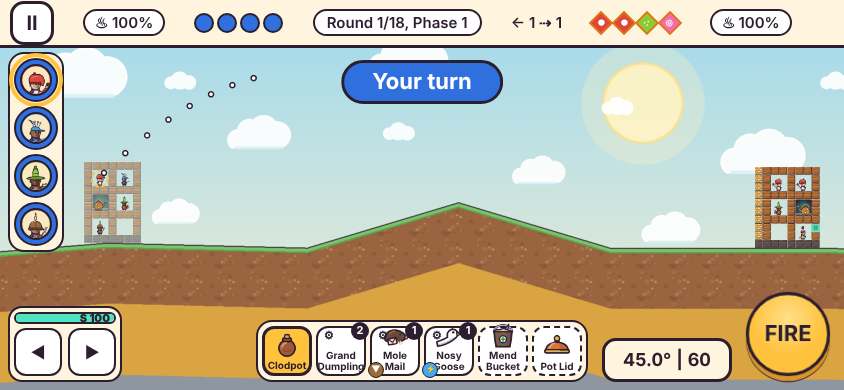 100%
Round 1/18, Phase 1
← 1 ⇢ 1
100%
Your turn
S 100
2
1
1
Clodpot
Grand Dumpling
Mole Mail
Nosy Goose
Mend Bucket
Pot Lid
45.0° | 60
FIRE